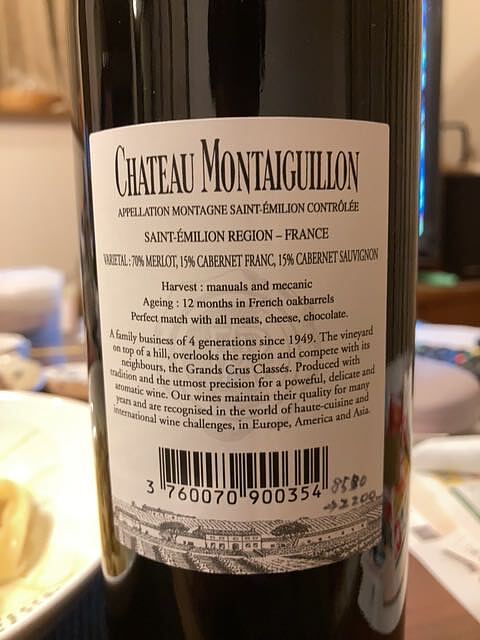 CHATEAU MONTAIGUILLON
APPELLATION MONTAGNE SAINT-ÉMILION CONTRÔLÉE
SAINT-ÉMILION REGION – FRANCE
VARIETAL : 70% MERLOT, 15% CABERNET FRANC, 15% CABERNET SAUVIGNON
Harvest : manuals and mecanic
Ageing : 12 months in French oakbarrels
Perfect match with all meats, cheese, chocolate.
A family business of 4 generations since 1949. The vineyard
on top of a hill, overlooks the region and compete with its
neighbours, the Grands Crus Classés. Produced with
tradition and the utmost precision for a poweful, delicate and
aromatic wine. Our wines maintain their quality for many
years and are recognised in the world of haute-cuisine and
international wine challenges, in Europe, America and Asia.
3 760070 900354
8580
→2200